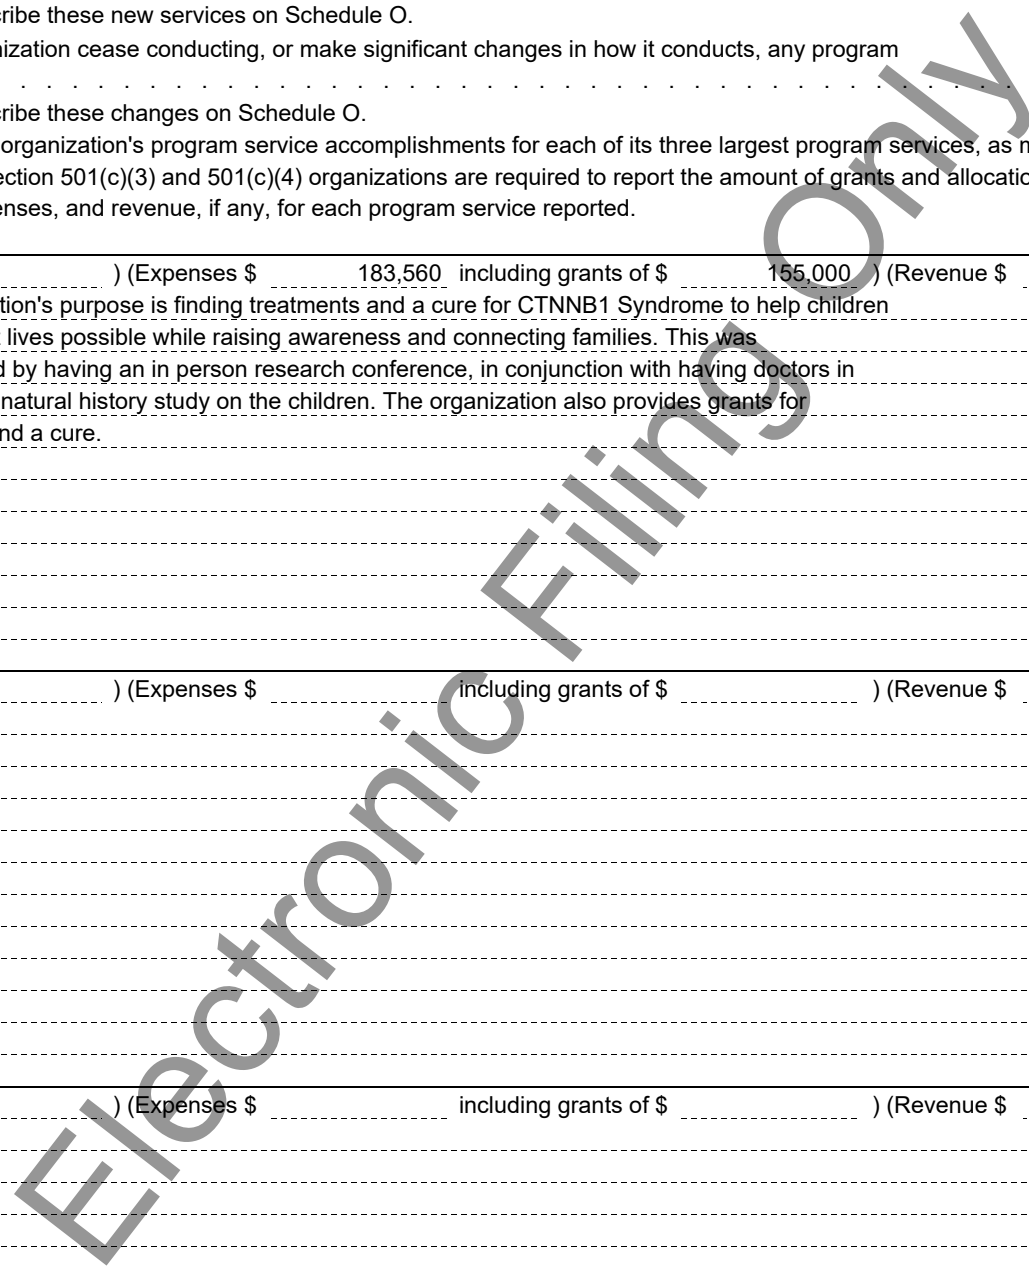 ribe these new services on Schedule O.
nization cease conducting, or make significant changes in how it conducts, any program
. . . . . . . . . . . . . . . . . . . . . . . . . . . . . . . . . . . . . . .
ribe these changes on Schedule O.
organization's program service accomplishments for each of its three largest program services, as m
ection 501(c)(3) and 501(c)(4) organizations are required to report the amount of grants and allocatio
enses, and revenue, if any, for each program service reported.
) (Expenses $ 183,560 including grants of $ 155,000 ) (Revenue $
tion's purpose is finding treatments and a cure for CTNNB1 Syndrome to help children
lives possible while raising awareness and connecting families. This was
d by having an in person research conference, in conjunction with having doctors in
natural history study on the children. The organization also provides grants for
nd a cure.
) (Expenses $ including grants of $ ) (Revenue $
) (Expenses $ including grants of $ ) (Revenue $
Electronic Filing Only